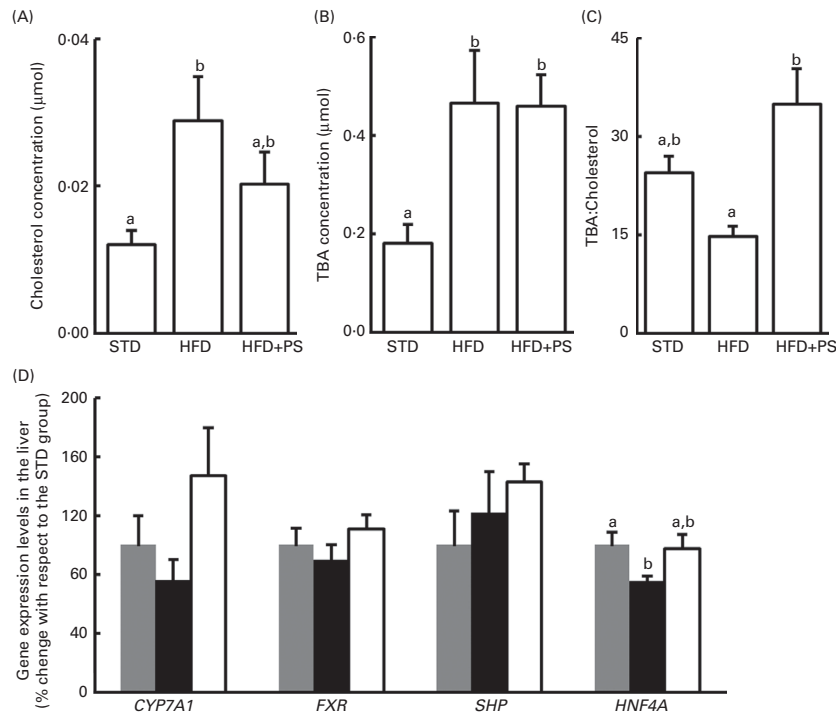 (A)
Cholesterol concentration (μmol)
0·04
0·02
0·00
a
b
a,b
STD HFD HFD+PS
(B)
TBA concentration (μmol)
0·6
0·4
0·2
0·0
a
b
b
STD HFD HFD+PS
(C)
TBA:Cholesterol
45
30
15
0
a,b
a
b
STD HFD HFD+PS
(D)
Gene expression levels in the liver
(% chenge with respect to the STD group)
200
160
120
60
40
0
a
b
a,b
CYP7A1 FXR SHP HNF4A